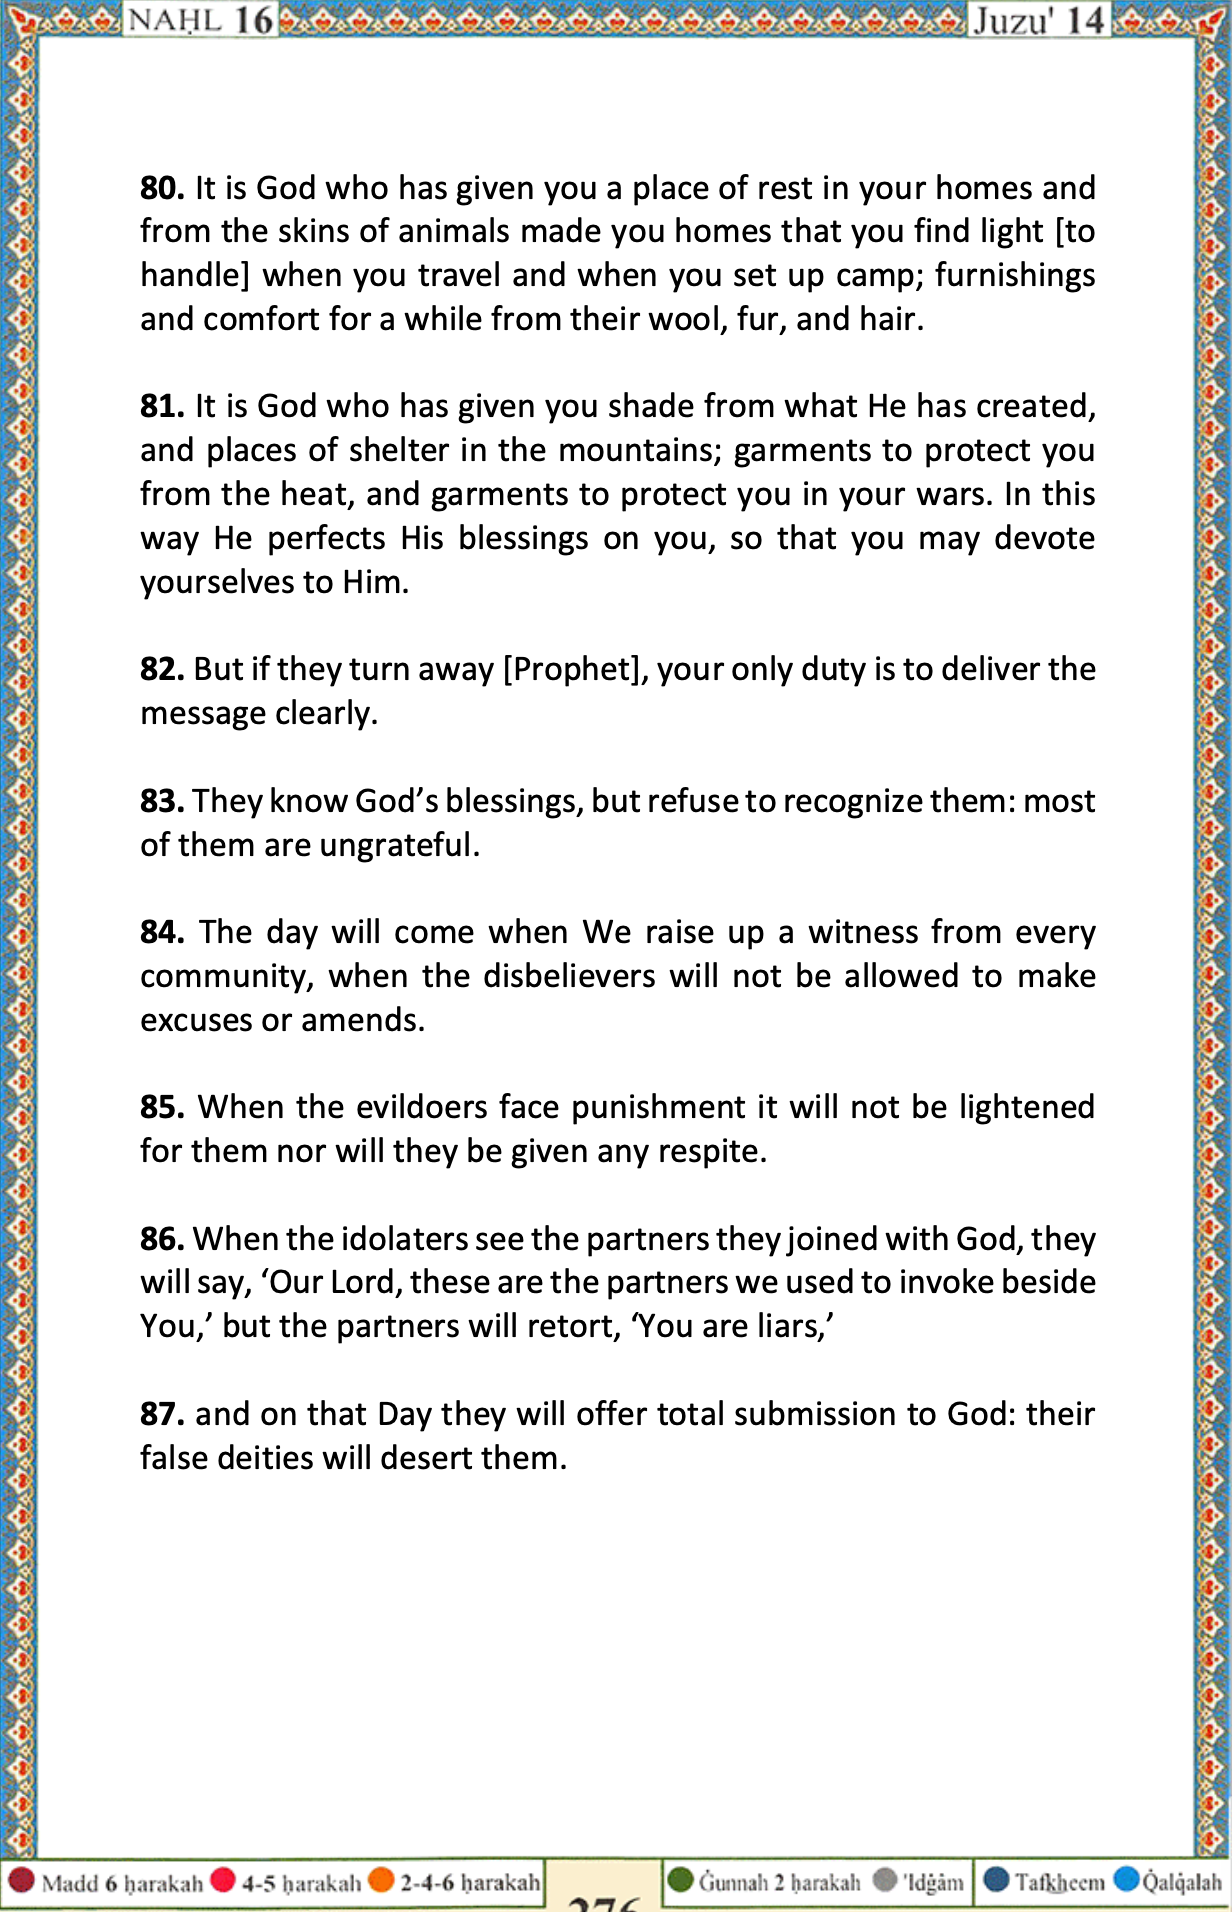 NAḤL 16
Juzu' 14
80. It is God who has given you a place of rest in your homes and
from the skins of animals made you homes that you find light [to
handle] when you travel and when you set up camp; furnishings
and comfort for a while from their wool, fur, and hair.
81. It is God who has given you shade from what He has created,
and places of shelter in the mountains; garments to protect you
from the heat, and garments to protect you in your wars. In this
way He perfects His blessings on you, so that you may devote
yourselves to Him.
82. But if they turn away [Prophet], your only duty is to deliver the
message clearly.
83. They know God’s blessings, but refuse to recognize them: most
of them are ungrateful.
84. The day will come when We raise up a witness from every
community, when the disbelievers will not be allowed to make
excuses or amends.
85. When the evildoers face punishment it will not be lightened
for them nor will they be given any respite.
86. When the idolaters see the partners they joined with God, they
will say, ‘Our Lord, these are the partners we used to invoke beside
You,’ but the partners will retort, ‘You are liars,’
87. and on that Day they will offer total submission to God: their
false deities will desert them.
Madd 6 ḥarakah 4-5 ḥarakah 2-4-6 ḥarakah
276
Ġunnah 2 ḥarakah 'Idġām
Tafkheem Q̇alq̇alah